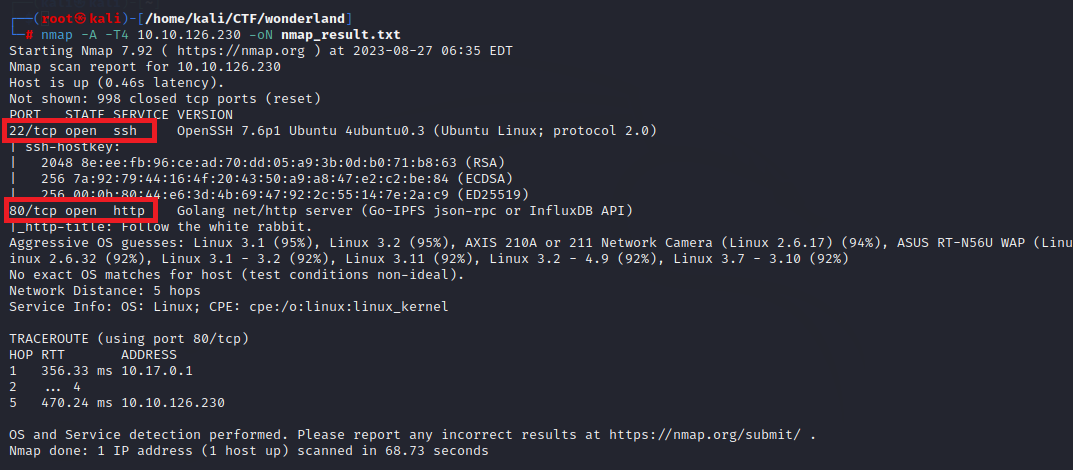 ┌──(root㉿kali)-[/home/kali/CTF/wonderland]
└─# nmap -A -T4 10.10.126.230 -oN nmap_result.txt
Starting Nmap 7.92 ( https://nmap.org ) at 2023-08-27 06:35 EDT
Nmap scan report for 10.10.126.230
Host is up (0.46s latency).
Not shown: 998 closed tcp ports (reset)
PORT   STATE SERVICE VERSION
22/tcp open  ssh     OpenSSH 7.6p1 Ubuntu 4ubuntu0.3 (Ubuntu Linux; protocol 2.0)
| ssh-hostkey:
|   2048 8e:ee:fb:96:ce:ad:70:dd:05:a9:3b:0d:b0:71:b8:63 (RSA)
|   256 7a:92:79:44:16:4f:20:43:50:a9:a8:47:e2:c2:be:84 (ECDSA)
|   256 00:0b:80:44:e6:3d:4b:69:47:92:2c:55:14:7e:2a:c9 (ED25519)
80/tcp open  http    Golang net/http server (Go-IPFS json-rpc or InfluxDB API)
|_http-title: Follow the white rabbit.
Aggressive OS guesses: Linux 3.1 (95%), Linux 3.2 (95%), AXIS 210A or 211 Network Camera (Linux 2.6.17) (94%), ASUS RT-N56U WAP (Lin
inux 2.6.32 (92%), Linux 3.1 - 3.2 (92%), Linux 3.11 (92%), Linux 3.2 - 4.9 (92%), Linux 3.7 - 3.10 (92%)
No exact OS matches for host (test conditions non-ideal).
Network Distance: 5 hops
Service Info: OS: Linux; CPE: cpe:/o:linux:linux_kernel
TRACEROUTE (using port 80/tcp)
HOP RTT       ADDRESS
1   356.33 ms 10.17.0.1
2   ... 4
5   470.24 ms 10.10.126.230
OS and Service detection performed. Please report any incorrect results at https://nmap.org/submit/ .
Nmap done: 1 IP address (1 host up) scanned in 68.73 seconds